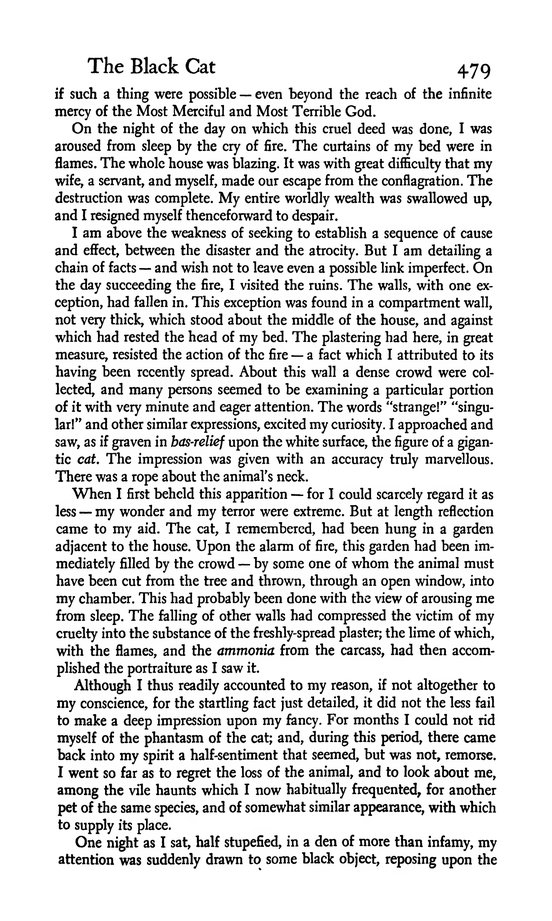 The Black Cat 479
if such a thing were possible — even beyond the reach of the infinite
mercy of the Most Merciful and Most Terrible God.
On the night of the day on which this cruel deed was done, I was
aroused from sleep by the cry of fire. The curtains of my bed were in
flames. The whole house was blazing. It was with great difficulty that my
wife, a servant, and myself, made our escape from the conflagration. The
destruction was complete. My entire worldly wealth was swallowed up,
and I resigned myself thenceforward to despair.
I am above the weakness of seeking to establish a sequence of cause
and effect, between the disaster and the atrocity. But I am detailing a
chain of facts — and wish not to leave even a possible link imperfect. On
the day succeeding the fire, I visited the ruins. The walls, with one ex-
ception, had fallen in. This exception was found in a compartment wall,
not very thick, which stood about the middle of the house, and against
which had rested the head of my bed. The plastering had here, in great
measure, resisted the action of the fire — a fact which I attributed to its
having been recently spread. About this wall a dense crowd were col-
lected, and many persons seemed to be examining a particular portion
of it with very minute and eager attention. The words “strange!” “singu-
lar!” and other similar expressions, excited my curiosity. I approached and
saw, as if graven in bas-relief upon the white surface, the figure of a gigan-
tic cat. The impression was given with an accuracy truly marvellous.
There was a rope about the animal’s neck.
When I first beheld this apparition — for I could scarcely regard it as
less — my wonder and my terror were extreme. But at length reflection
came to my aid. The cat, I remembered, had been hung in a garden
adjacent to the house. Upon the alarm of fire, this garden had been im-
mediately filled by the crowd — by some one of whom the animal must
have been cut from the tree and thrown, through an open window, into
my chamber. This had probably been done with the view of arousing me
from sleep. The falling of other walls had compressed the victim of my
cruelty into the substance of the freshly-spread plaster; the lime of which,
with the flames, and the ammonia from the carcass, had then accom-
plished the portraiture as I saw it.
Although I thus readily accounted to my reason, if not altogether to
my conscience, for the startling fact just detailed, it did not the less fail
to make a deep impression upon my fancy. For months I could not rid
myself of the phantasm of the cat; and, during this period, there came
back into my spirit a half-sentiment that seemed, but was not, remorse.
I went so far as to regret the loss of the animal, and to look about me,
among the vile haunts which I now habitually frequented, for another
pet of the same species, and of somewhat similar appearance, with which
to supply its place.
One night as I sat, half stupefied, in a den of more than infamy, my
attention was suddenly drawn to some black object, reposing upon the